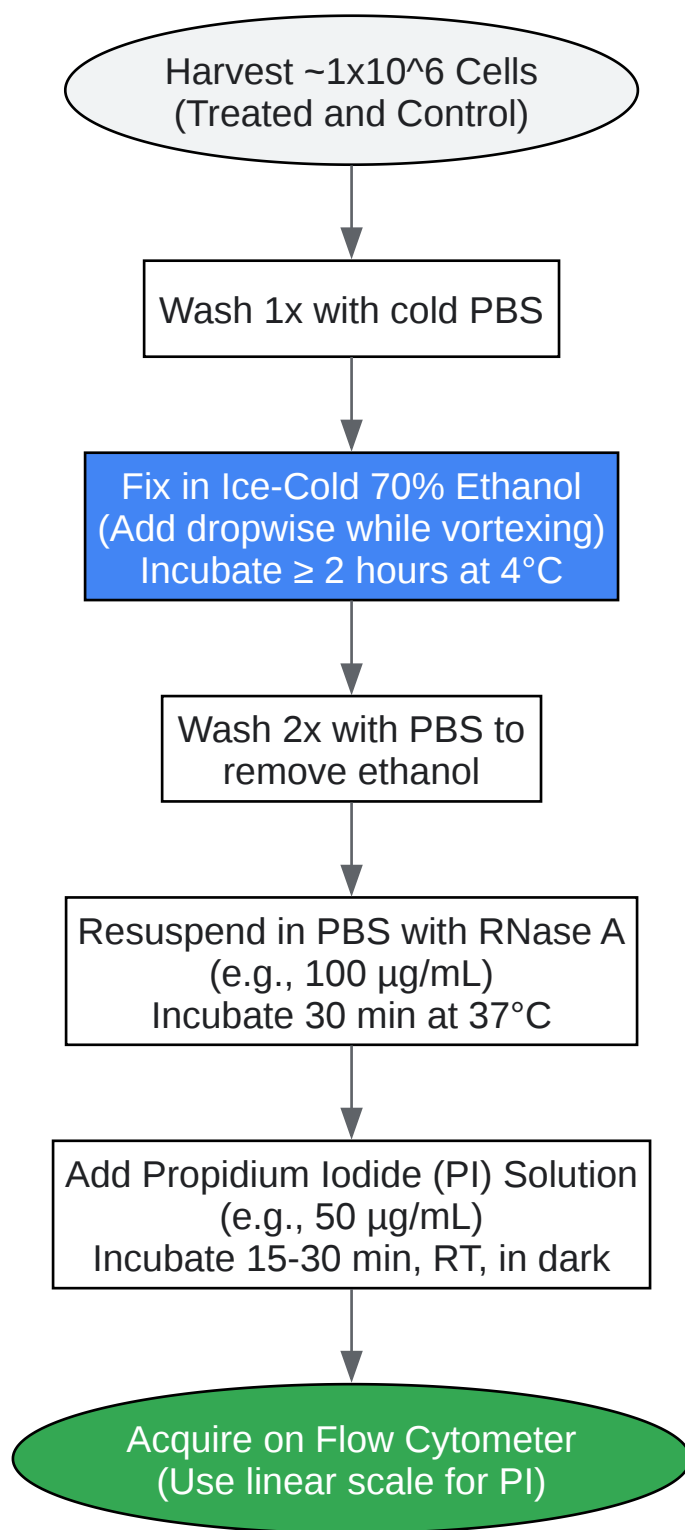 Harvest ~1x10^6 Cells
(Treated and Control)
Wash 1x with cold PBS
Fix in Ice-Cold 70% Ethanol
(Add dropwise while vortexing)
Incubate ≥ 2 hours at 4°C
Wash 2x with PBS to
remove ethanol
Resuspend in PBS with RNase A
(e.g., 100 µg/mL)
Incubate 30 min at 37°C
Add Propidium Iodide (PI) Solution
(e.g., 50 µg/mL)
Incubate 15-30 min, RT, in dark
Acquire on Flow Cytometer
(Use linear scale for PI)